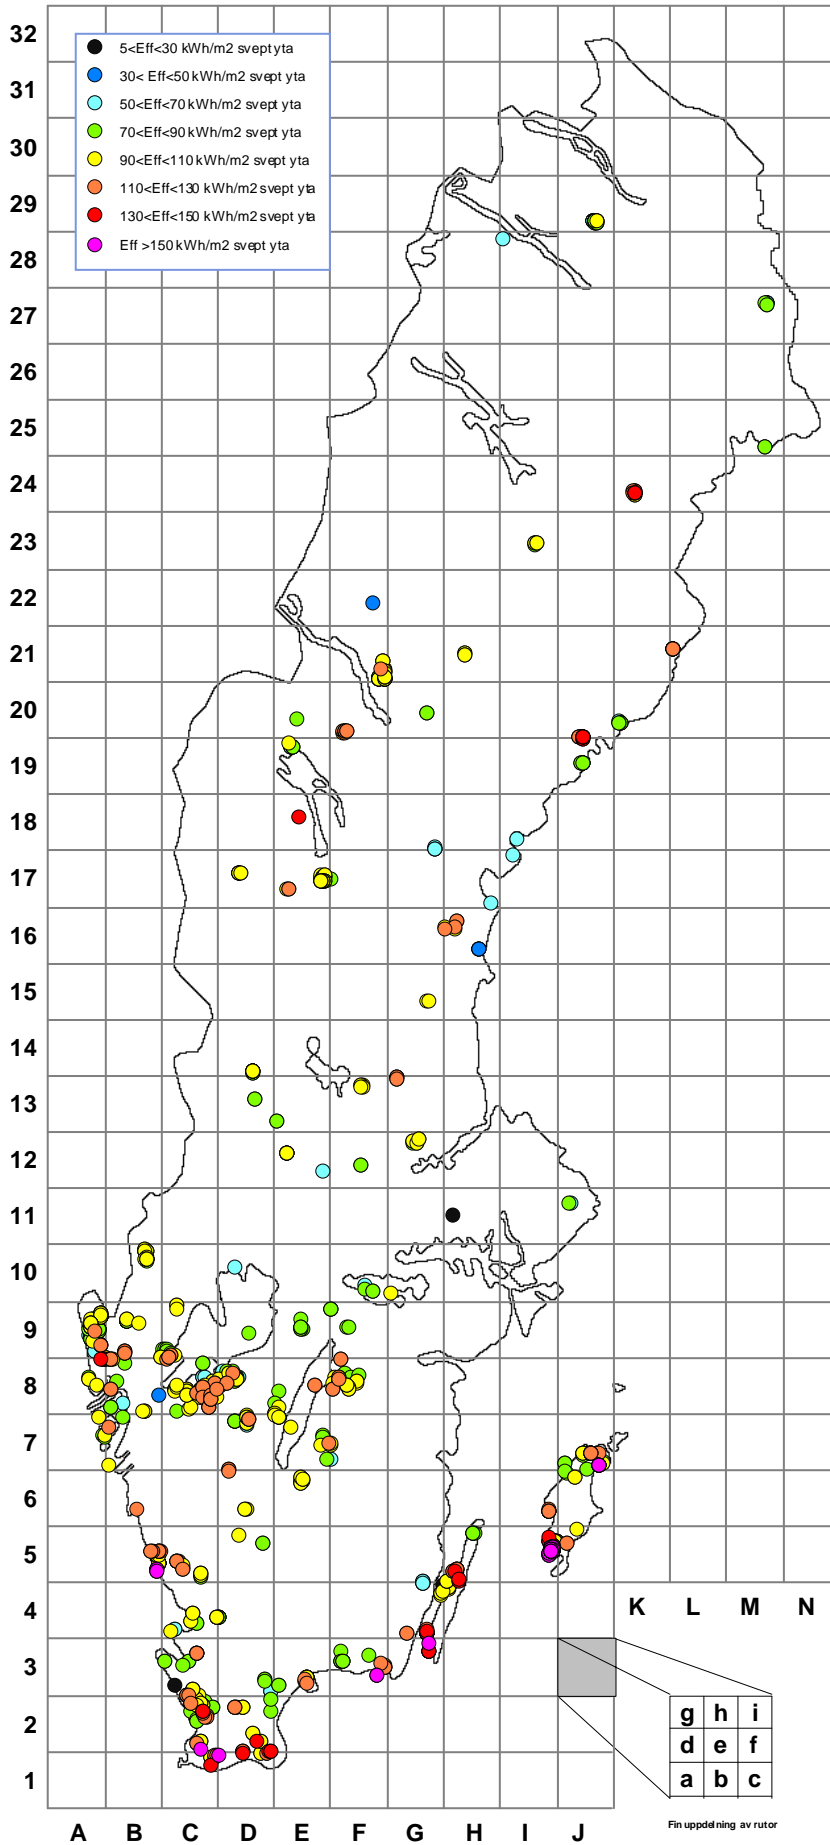 32
5<Eff<30 kWh/m2 svept yta
30< Eff<50 kWh/m2 svept yta
31
50<Eff<70 kWh/m2 svept yta
70<Eff<90 kWh/m2 svept yta
30
90<Eff<110 kWh/m2 svept yta
110<Eff<130 kWh/m2 svept yta
29
130<Eff<150 kWh/m2 svept yta
Eff >150 kWh/m2 svept yta
28
27
26
25
24
23
22
21
20
19
18
17
16
15
14
13
12
11
10
9
8
7
6
5
4
K L M N
3
g h i
2
d e f
a b c
1
Fin uppdelning av rutor
A B C D E F G H I J